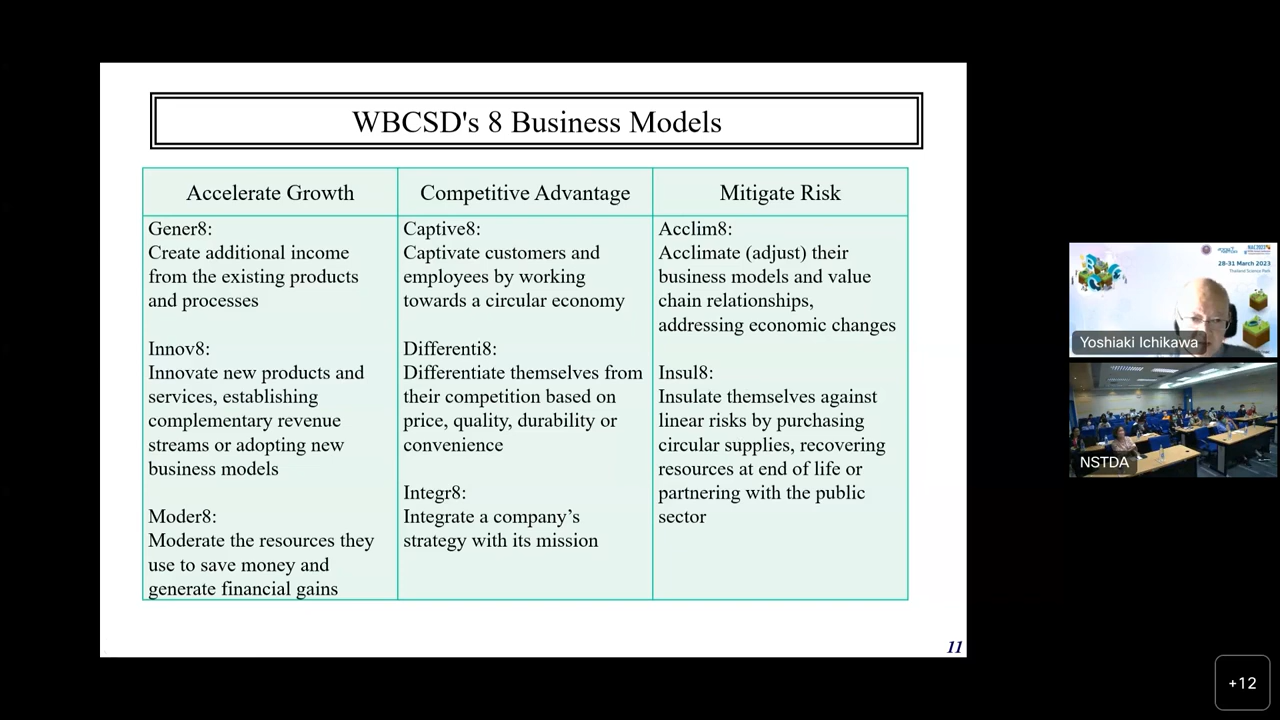 WBCSD's 8 Business Models
Accelerate Growth
Gener8:
Create additional income
from the existing products
and processes
Innov8:
Innovate new products and
services, establishing
complementary revenue
streams or adopting new
business models
Moder8:
Moderate the resources they
use to save money and
generate financial gains
Competitive Advantage
Captive8:
Captivate customers and
employees by working
towards a circular economy
Differenti8:
Differentiate themselves from
their competition based on
price, quality, durability or
convenience
Integr8:
Integrate a company’s
strategy with its mission
Mitigate Risk
Acclim8:
Acclimate (adjust) their
business models and value
chain relationships,
addressing economic changes
Insul8:
Insulate themselves against
linear risks by purchasing
circular supplies, recovering
resources at end of life or
partnering with the public
sector
11
28-31 March 2023
Thailand Science Park
Yoshiaki Ichikawa
NSTDA
+12